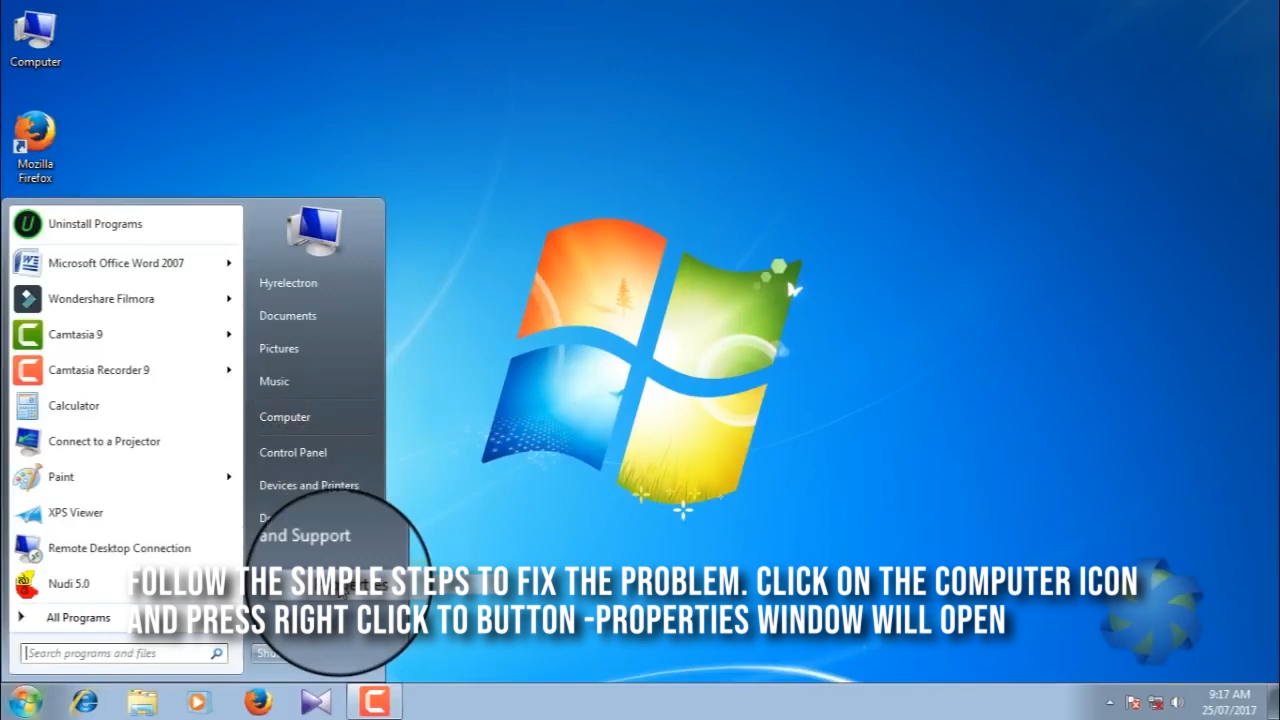 Computer
Mozilla
Firefox
Uninstall Programs
Microsoft Office Word 2007
Wondershare Filmora
Camtasia 9
Camtasia Recorder 9
Calculator
Connect to a Projector
Paint
XPS Viewer
Remote Desktop Connection
Nudi 5.0
All Programs
Search programs and files
Hyrelectron
Documents
Pictures
Music
Computer
Control Panel
Devices and Printers
and Support
FOLLOW THE SIMPLE STEPS TO FIX THE PROBLEM. CLICK ON THE COMPUTER ICON
AND PRESS RIGHT CLICK TO BUTTON -PROPERTIES WINDOW WILL OPEN
9:17 AM
25/07/2017